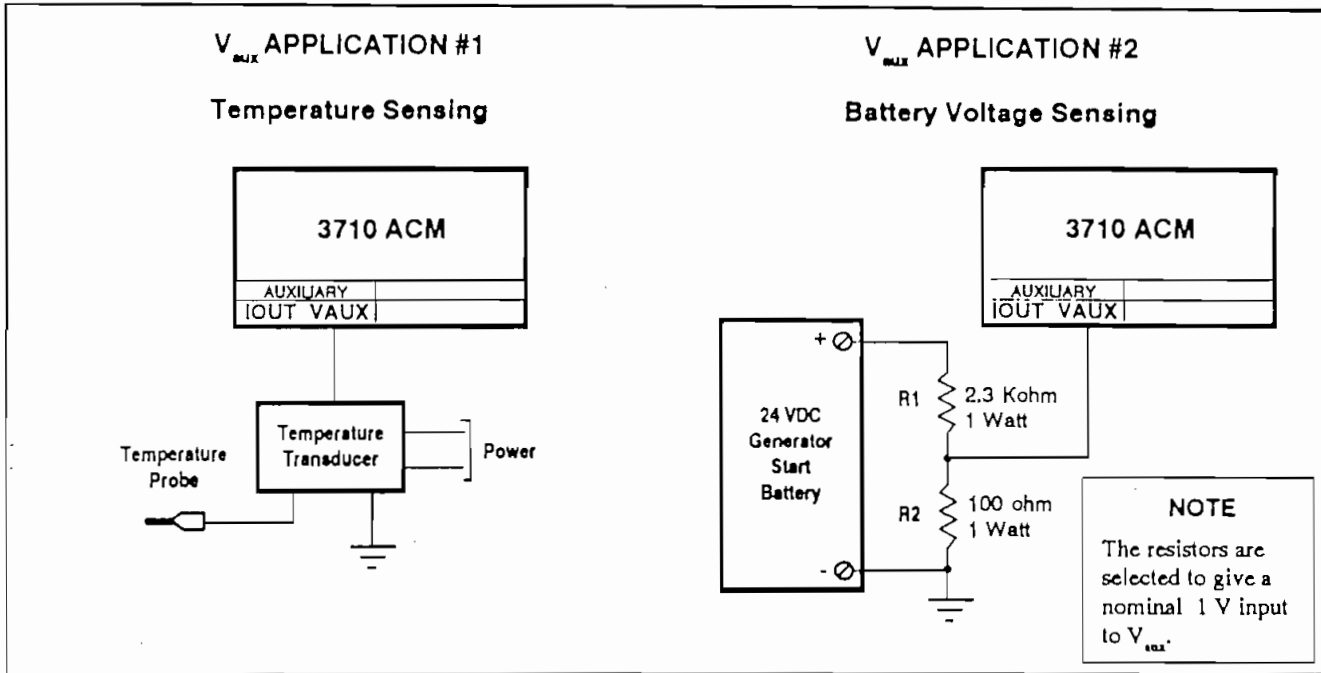 Vaux APPLICATION #1
Temperature Sensing
3710 ACM
AUXILIARY
IOUT VAUX
Temperature
Transducer
Power
Temperature
Probe
Vaux APPLICATION #2
Battery Voltage Sensing
3710 ACM
AUXILIARY
IOUT VAUX
24 VDC
Generator
Start
Battery
+
-
R1
2.3 Kohm
1 Watt
R2
100 ohm
1 Watt
NOTE
The resistors are
selected to give a
nominal 1 V input
to Vaux.